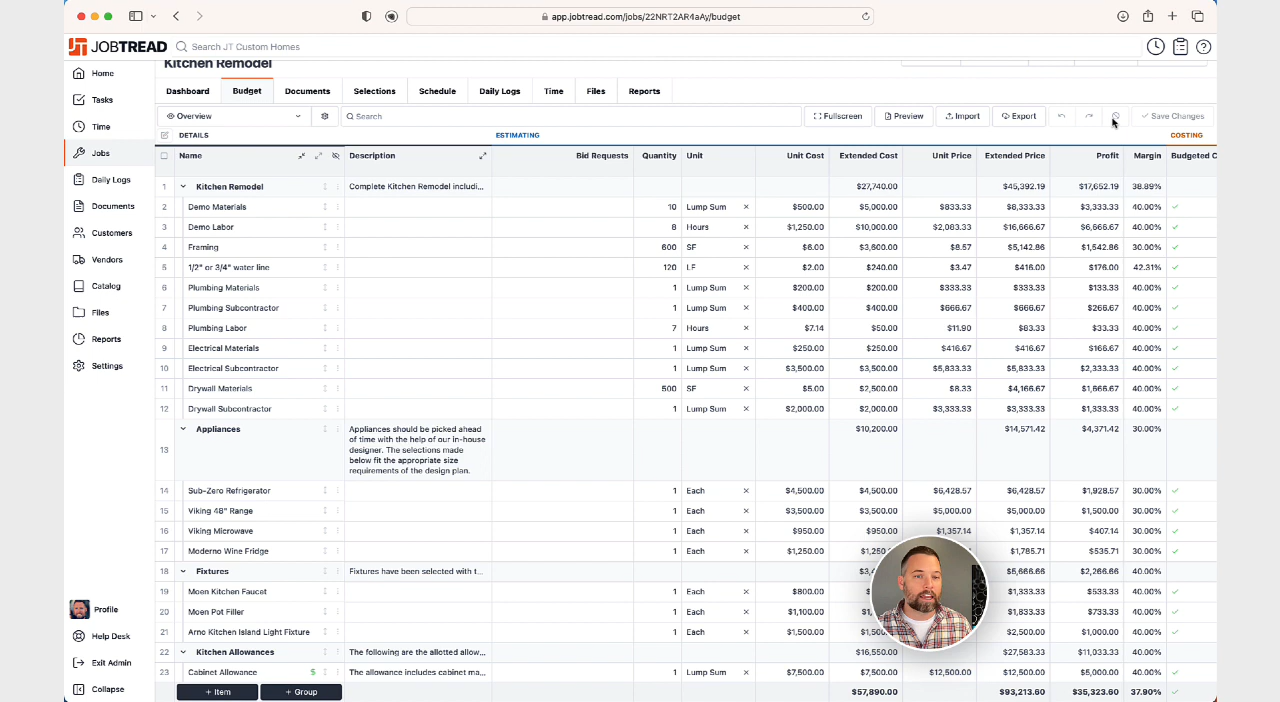 app.jobtread.com/jobs/22NRT2AR4aAy/budget
JT JOBTREAD Search JT Custom Homes
Kitchen Remodel
Home
Tasks
Time
Jobs
Daily Logs
Documents
Customers
Vendors
Catalog
Files
Reports
Settings
Profile
Help Desk
Exit Admin
Collapse
Dashboard Budget Documents Selections Schedule Daily Logs Time Files Reports
Overview Search Fullscreen Preview Import Export Save Changes
DETAILS ESTIMATING COSTING
Name Description Bid Requests Quantity Unit Unit Cost Extended Cost Unit Price Extended Price Profit Margin Budgeted C
1 Kitchen Remodel Complete Kitchen Remodel includi... $27,740.00 $45,392.19 $17,652.19 38.89%
2 Demo Materials 10 Lump Sum × $500.00 $5,000.00 $833.33 $8,333.33 $3,333.33 40.00%
3 Demo Labor 8 Hours × $1,250.00 $10,000.00 $2,083.33 $16,666.67 $6,666.67 40.00%
4 Framing 600 SF × $6.00 $3,600.00 $8.57 $5,142.86 $1,542.86 30.00%
5 1/2" or 3/4" water line 120 LF × $2.00 $240.00 $3.47 $416.00 $176.00 42.31%
6 Plumbing Materials 1 Lump Sum × $200.00 $200.00 $333.33 $333.33 $133.33 40.00%
7 Plumbing Subcontractor 1 Lump Sum × $400.00 $400.00 $666.67 $666.67 $266.67 40.00%
8 Plumbing Labor 7 Hours × $7.14 $50.00 $11.90 $83.33 $33.33 40.00%
9 Electrical Materials 1 Lump Sum × $250.00 $250.00 $416.67 $416.67 $166.67 40.00%
10 Electrical Subcontractor 1 Lump Sum × $3,500.00 $3,500.00 $5,833.33 $5,833.33 $2,333.33 40.00%
11 Drywall Materials 500 SF × $5.00 $2,500.00 $8.33 $4,166.67 $1,666.67 40.00%
12 Drywall Subcontractor 1 Lump Sum × $2,000.00 $2,000.00 $3,333.33 $3,333.33 $1,333.33 40.00%
13 Appliances $10,200.00 $14,571.42 $4,371.42 30.00%
Appliances should be picked ahead
of time with the help of our in-house
designer. The selections made
below fit the appropriate size
requirements of the design plan.
14 Sub-Zero Refrigerator 1 Each × $4,500.00 $4,500.00 $6,428.57 $6,428.57 $1,928.57 30.00%
15 Viking 48" Range 1 Each × $3,500.00 $3,500.00 $5,000.00 $5,000.00 $1,500.00 30.00%
16 Viking Microwave 1 Each × $950.00 $950.00 $1,357.14 $1,357.14 $407.14 30.00%
17 Moderno Wine Fridge 1 Each × $1,250.00 $1,785.71 $535.71 30.00%
18 Fixtures Fixtures have been selected with t... $5,666.66 $2,266.66 40.00%
19 Moen Kitchen Faucet 1 Each × $800.00 $1,333.33 $533.33 40.00%
20 Moen Pot Filler 1 Each × $1,100.00 $1,833.33 $733.33 40.00%
21 Arno Kitchen Island Light Fixture 1 Each × $1,500.00 $2,500.00 $1,000.00 40.00%
22 Kitchen Allowances The following are the allotted allow... $16,550.00 $27,583.33 $11,033.33 40.00%
23 Cabinet Allowance $ The allowance includes cabinet ma... 1 Lump Sum × $7,500.00 $7,500.00 $12,500.00 $12,500.00 $5,000.00 40.00%
+ Item + Group $57,890.00 $93,213.60 $35,323.60 37.90%